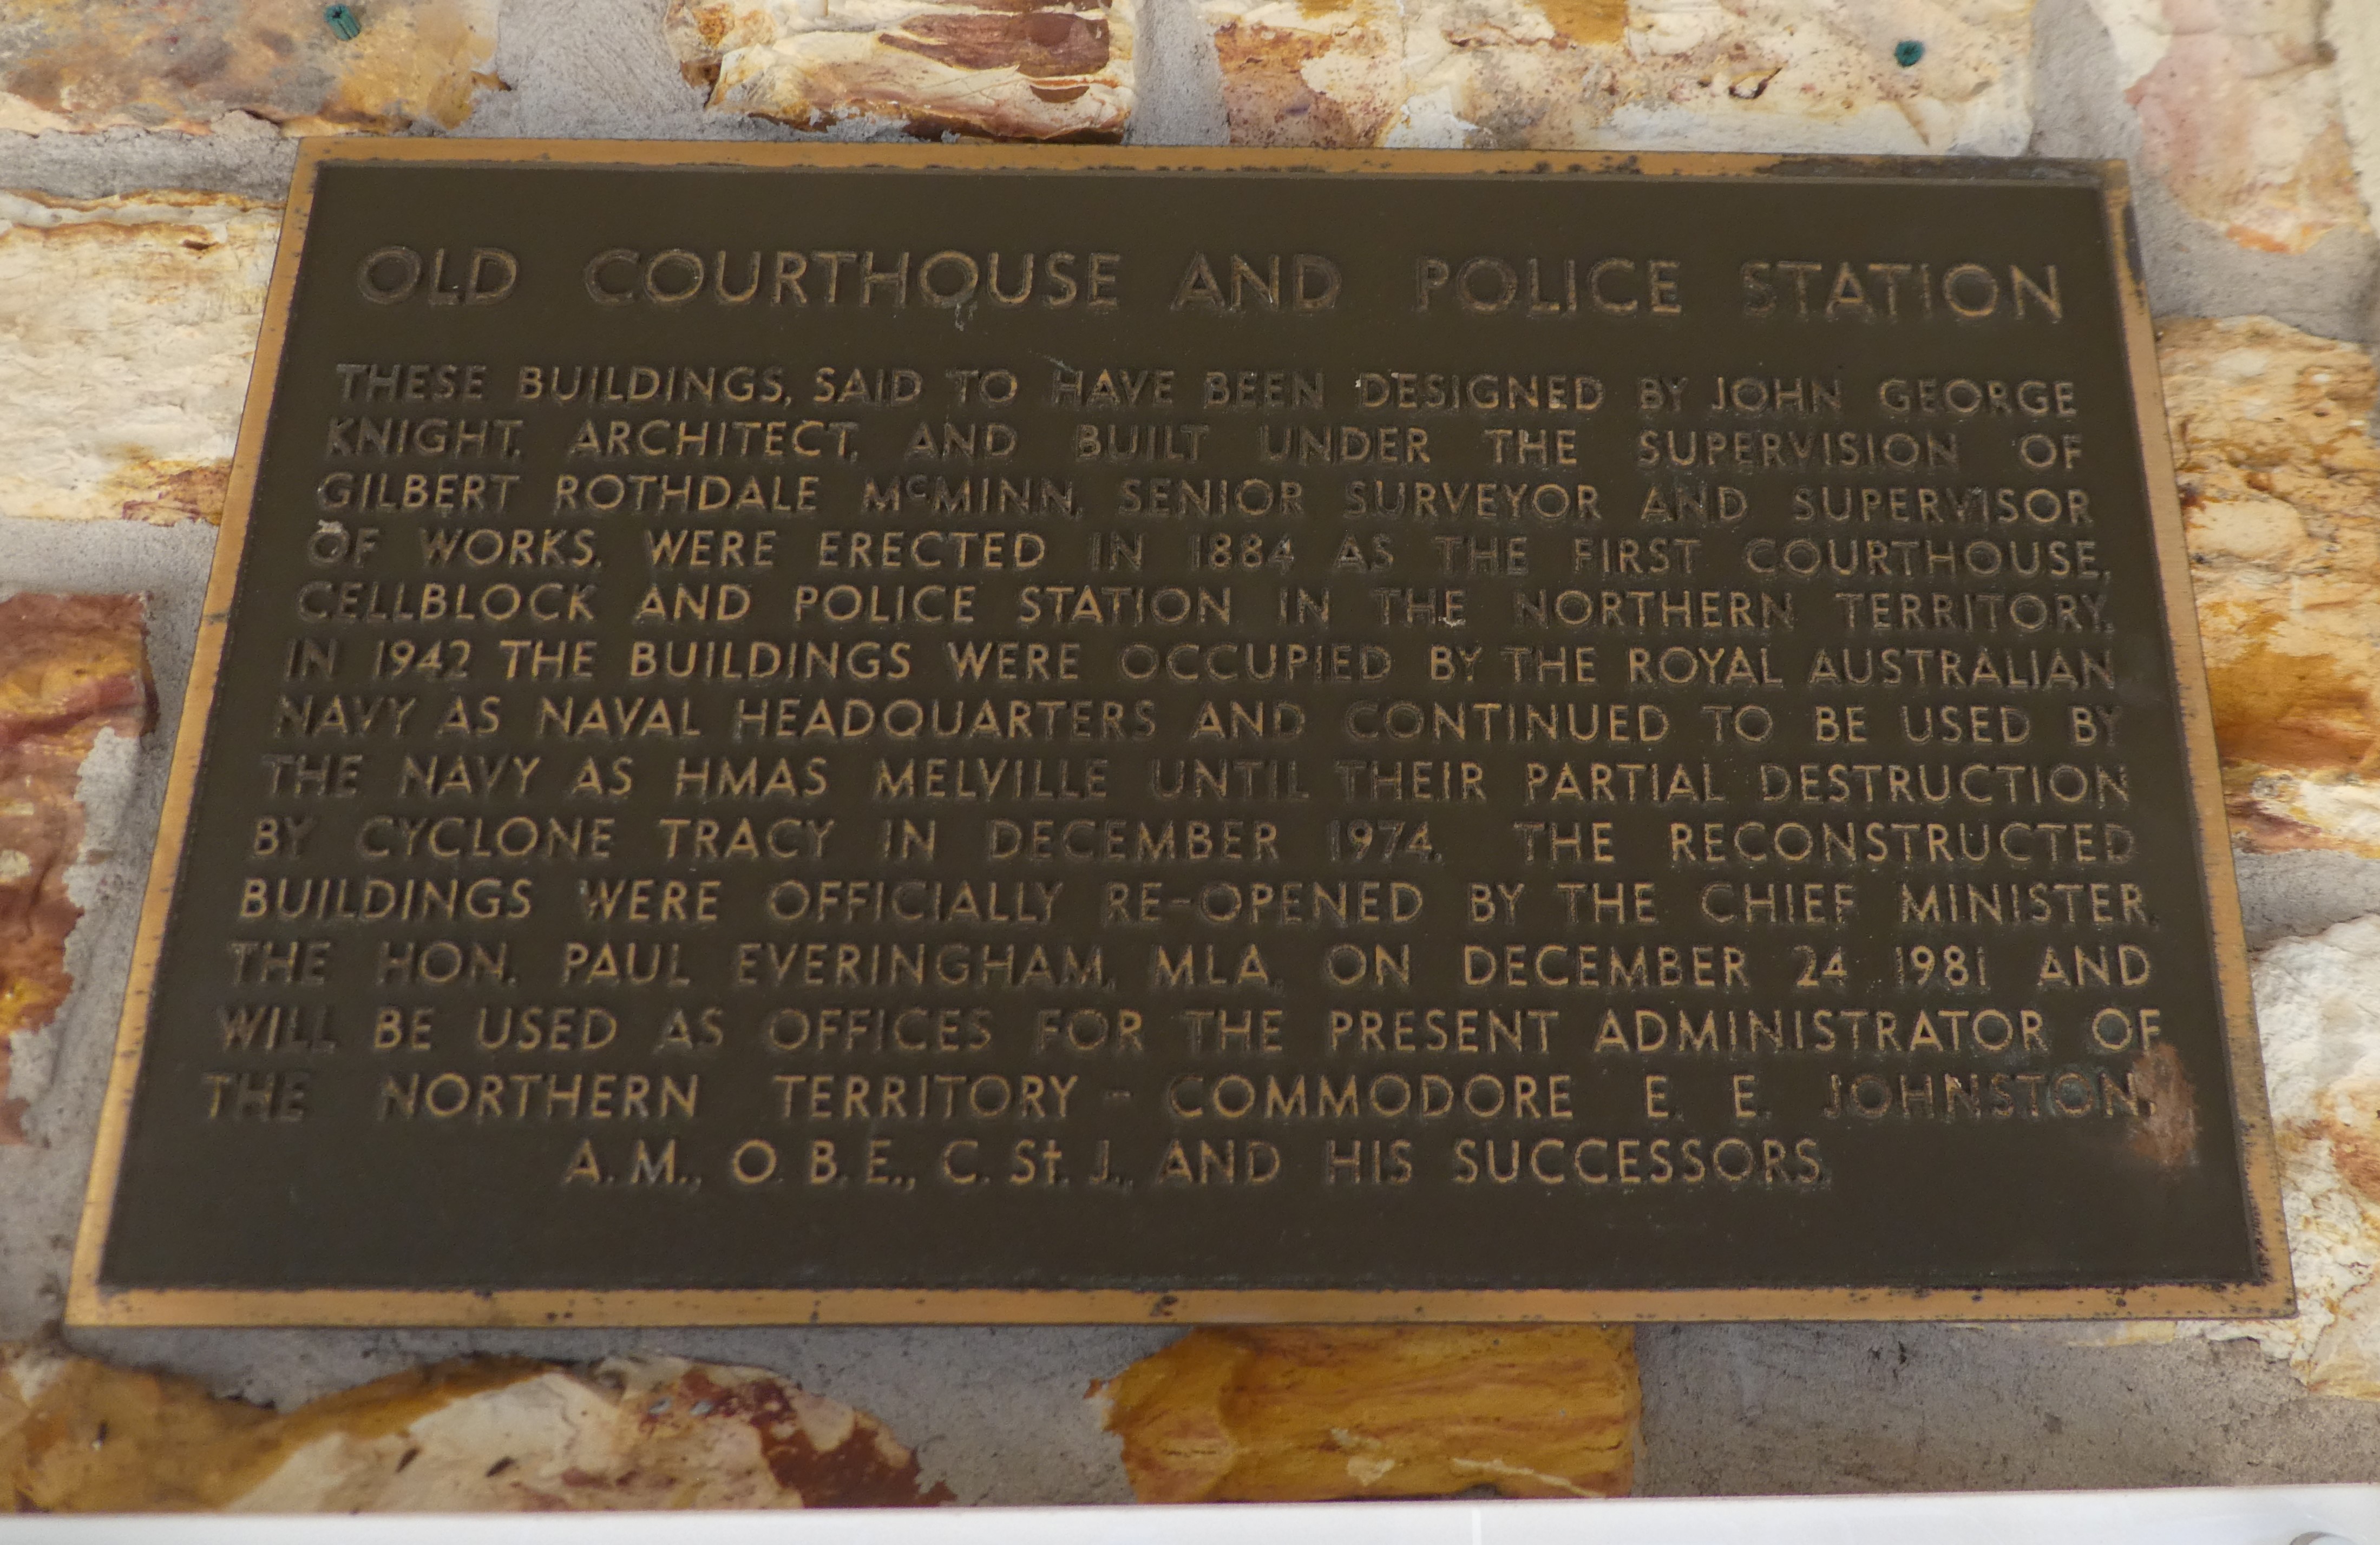 OLD COURTHOUSE AND POLICE STATION
THESE BUILDINGS, SAID TO HAVE BEEN DESIGNED BY JOHN GEORGE
KNIGHT, ARCHITECT, AND BUILT UNDER THE SUPERVISION OF
GILBERT ROTHDALE McMINN, SENIOR SURVEYOR AND SUPERVISOR
OF WORKS, WERE ERECTED IN 1884 AS THE FIRST COURTHOUSE,
CELLBLOCK AND POLICE STATION IN THE NORTHERN TERRITORY.
IN 1942 THE BUILDINGS WERE OCCUPIED BY THE ROYAL AUSTRALIAN
NAVY AS NAVAL HEADQUARTERS AND CONTINUED TO BE USED BY
THE NAVY AS HMAS MELVILLE UNTIL THEIR PARTIAL DESTRUCTION
BY CYCLONE TRACY IN DECEMBER 1974. THE RECONSTRUCTED
BUILDINGS WERE OFFICIALLY RE-OPENED BY THE CHIEF MINISTER,
THE HON. PAUL EVERINGHAM, MLA, ON DECEMBER 24 1981 AND
WILL BE USED AS OFFICES FOR THE PRESENT ADMINISTRATOR OF
THE NORTHERN TERRITORY - COMMODORE E. E. JOHNSTON,
A. M., O. B. E., C. St. J., AND HIS SUCCESSORS.